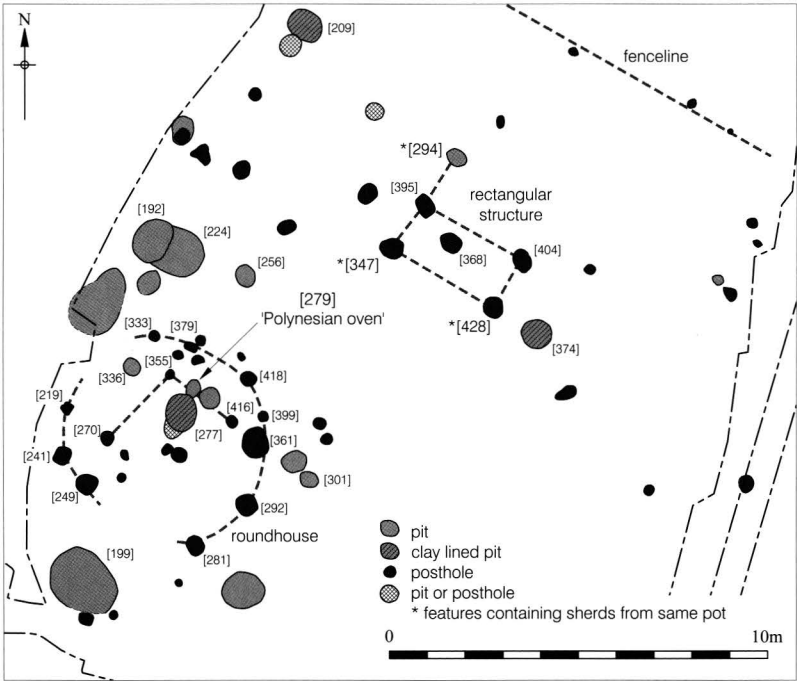 N
[209]
fenceline
*[294]
[395]
rectangular
structure
[192]
[224]
[404]
*[347]
[368]
[256]
[279]
'Polynesian oven'
*[428]
[333]
[379]
[374]
[355]
[336]
[418]
[219]
[416]
[399]
[270]
[277]
[361]
[241]
[301]
[249]
[292]
roundhouse
[281]
[199]
pit
clay lined pit
posthole
pit or posthole
* features containing sherds from same pot
0
10m